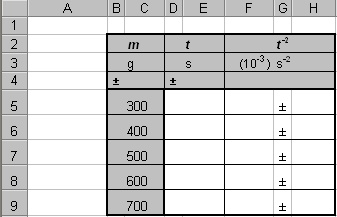 A B C D E F G H
1
2 m t t⁻²
3 g s (10⁻³) s⁻²
4 ± ±
5 300 ±
6 400 ±
7 500 ±
8 600 ±
9 700 ±